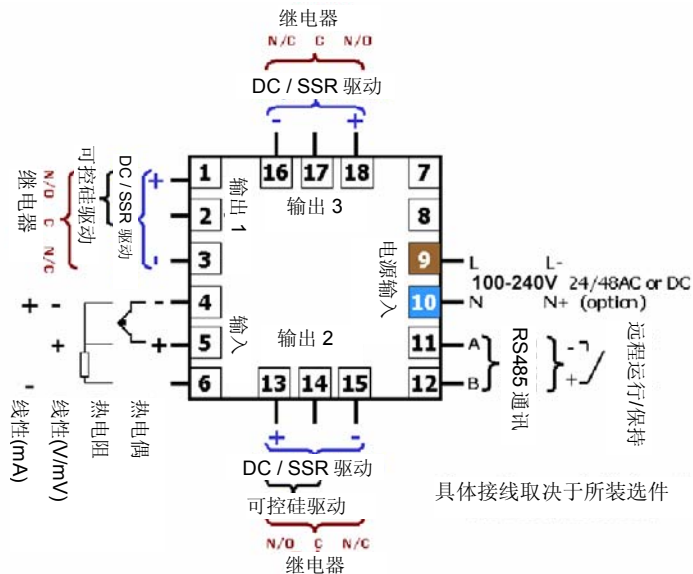 继电器
N/C C N/O
DC / SSR 驱动
- +
16 17 18
输出 3
1
2
3
输出 1
+
-
DC / SSR 驱动
可控硅驱动
N/O C N/C
继电器
4
5
6
输入
- +
热电偶
热电阻
- +
线性(V/mV)
+ -
线性(mA)
7
8
9
10
11
12
电源输入
L L-
100-240V 24/48AC or DC
N N+ (option)
A
B
RS485 通讯
-
+
远程运行/保持
输出 2
13 14 15
+ -
DC / SSR 驱动
可控硅驱动
N/O C N/C
继电器
具体接线取决于所装选件